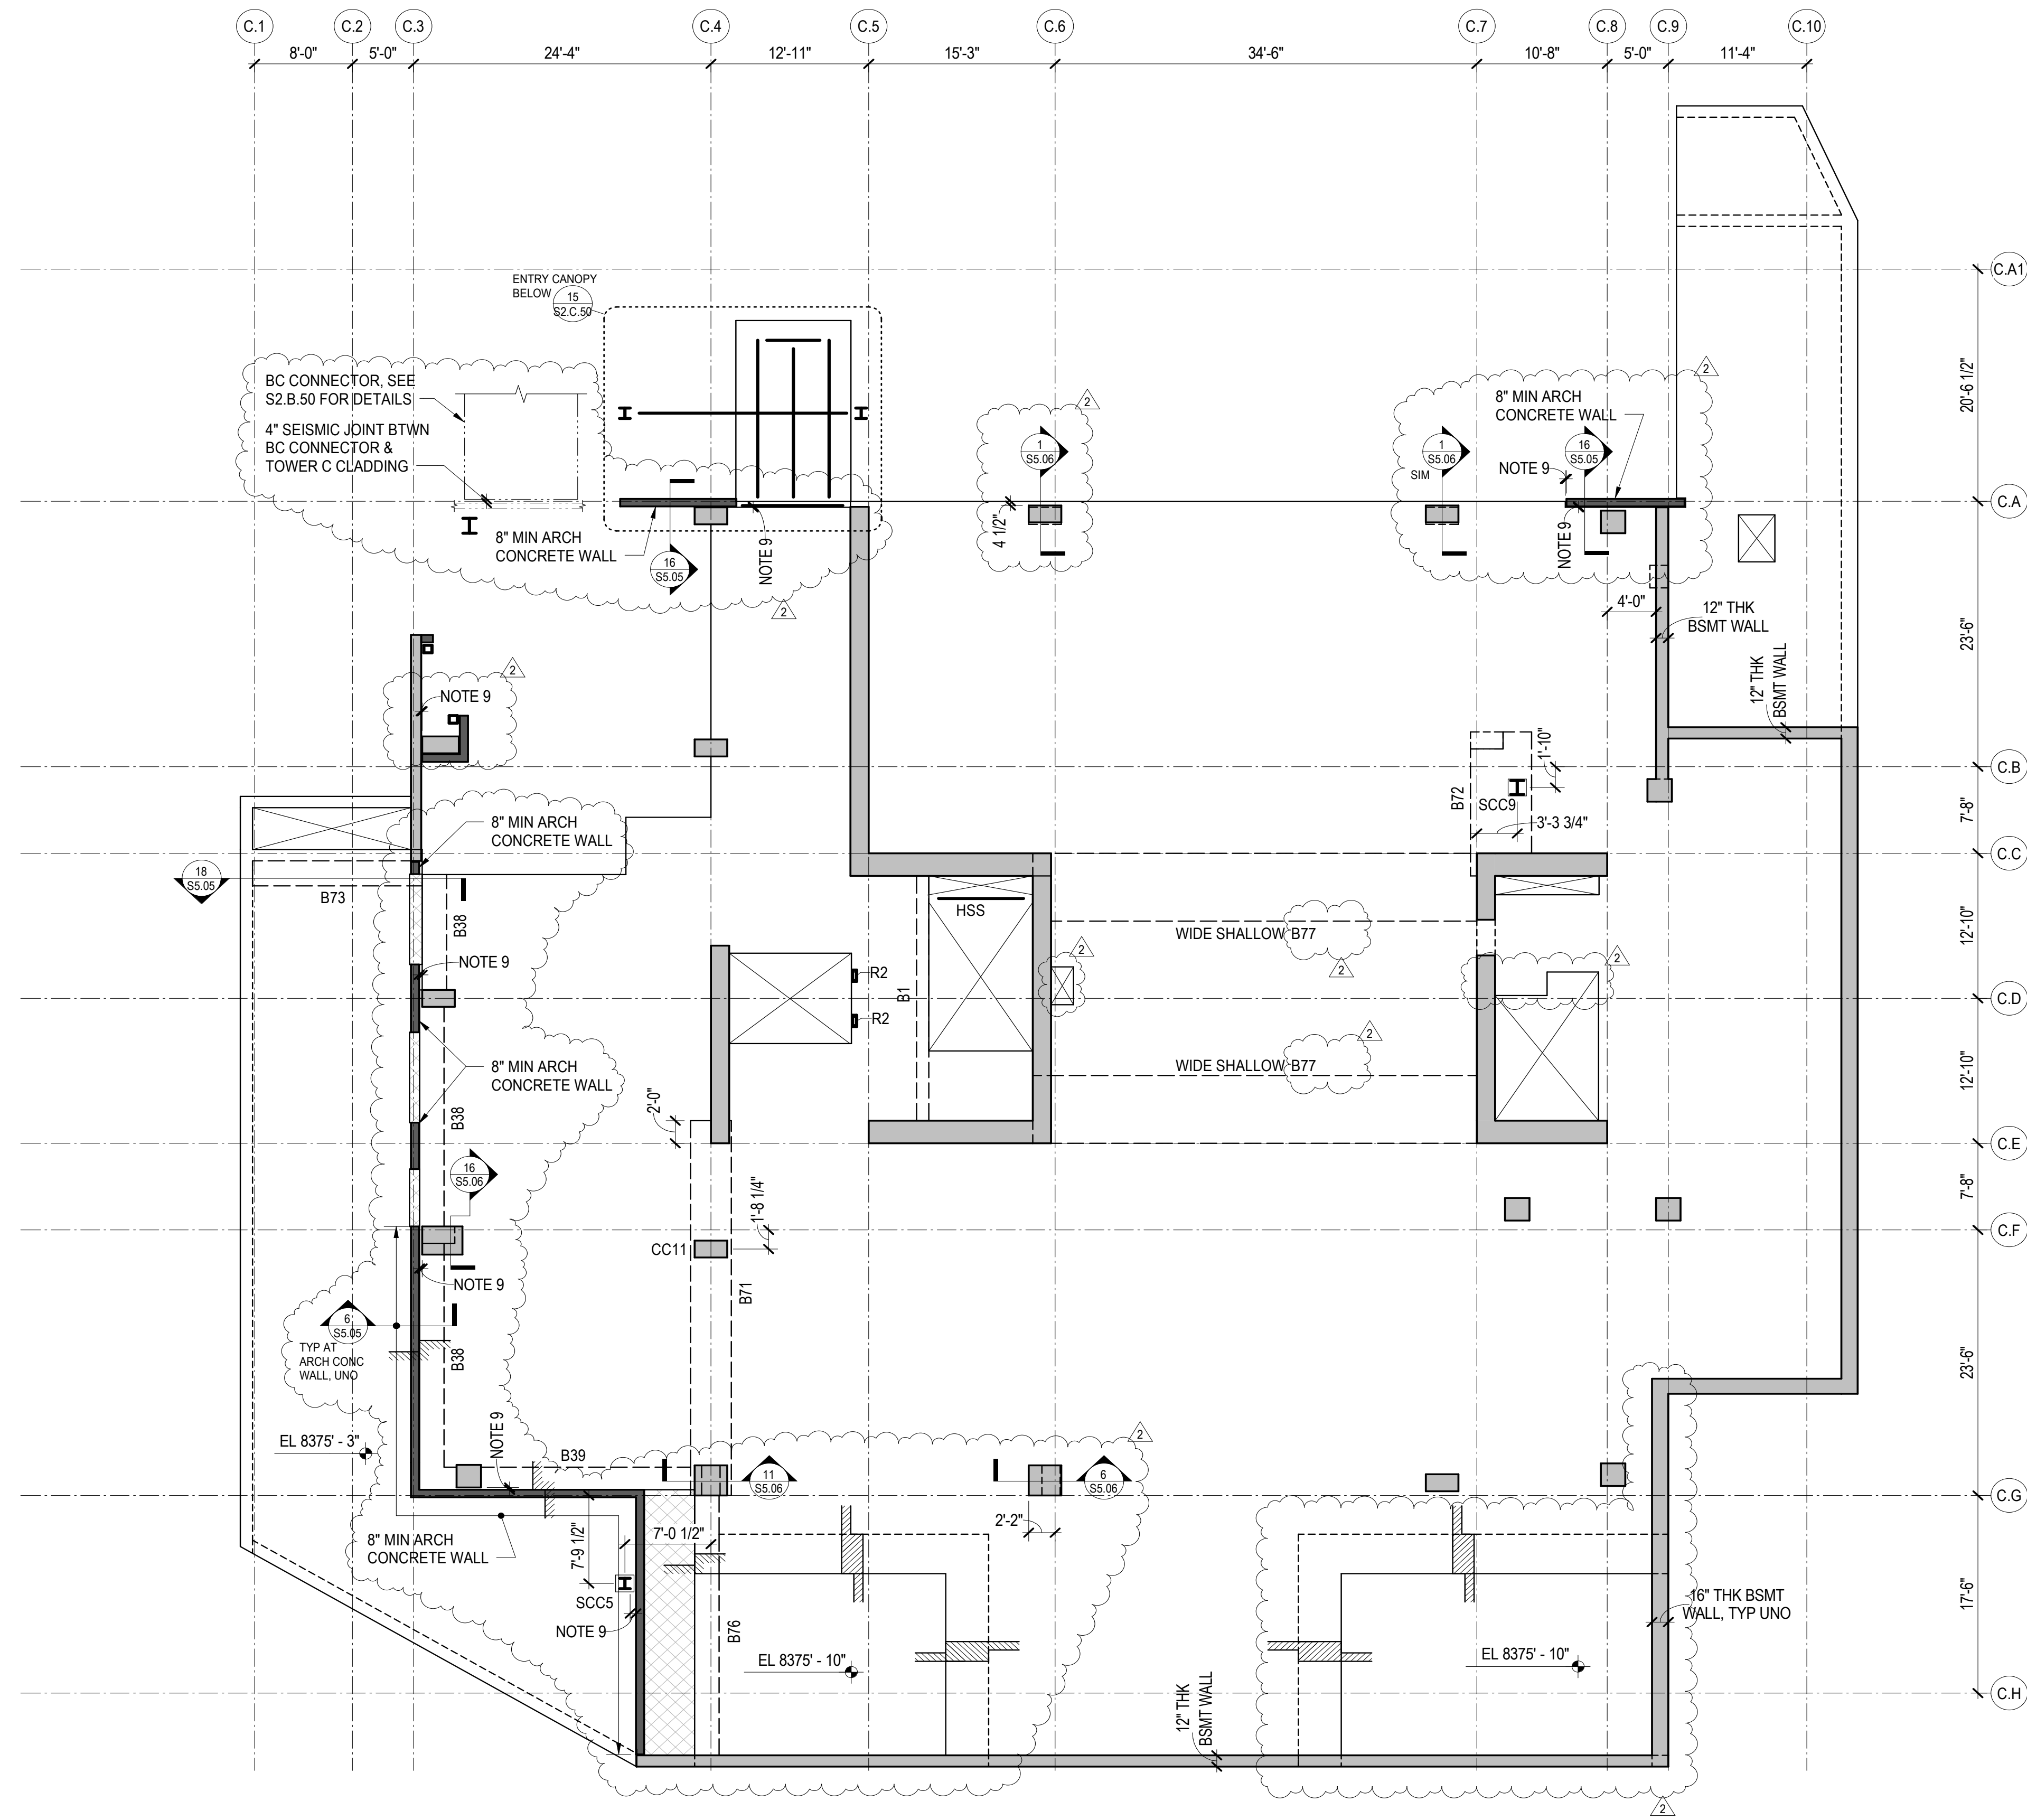 C.1
C.2
C.3
C.4
C.5
C.6
C.7
C.8
C.9
C.10
8'-0"
5'-0"
24'-4"
12'-11"
15'-3"
34'-6"
10'-8"
5'-0"
11'-4"
C.A1
ENTRY CANOPY
BELOW
15
S2.C.50
20'-6 1/2"
BC CONNECTOR, SEE
S2.B.50 FOR DETAILS
4" SEISMIC JOINT BTWN
BC CONNECTOR &
TOWER C CLADDING
2
1
S5.06
2
1
S5.06
SIM
8" MIN ARCH
CONCRETE WALL
16
S5.05
NOTE 9
C.A
8" MIN ARCH
CONCRETE WALL
16
S5.05
NOTE 9
4 1/2"
NOTE 9
2
4'-0"
12" THK
BSMT WALL
12" THK
BSMT WALL
23'-6"
2
NOTE 9
1'-10"
C.B
B72
SCC9
3'-3 3/4"
7'-8"
8" MIN ARCH
CONCRETE WALL
C.C
18
S5.05
B73
B38
HSS
WIDE SHALLOW B77
2
2
2
12'-10"
NOTE 9
R2
B1
R2
C.D
8" MIN ARCH
CONCRETE WALL
B38
2'-0"
WIDE SHALLOW B77
2
12'-10"
C.E
16
S5.06
1'-8 1/4"
7'-8"
C.F
CC11
B71
NOTE 9
6
S5.05
TYP AT
ARCH CONC
WALL, UNO
B38
23'-6"
EL 8375' - 3"
NOTE 9
B39
2
11
S5.06
6
S5.06
C.G
8" MIN ARCH
CONCRETE WALL
7'-9 1/2"
7'-0 1/2"
2'-2"
SCC5
NOTE 9
B76
16" THK BSMT
WALL, TYP UNO
17'-6"
EL 8375' - 10"
EL 8375' - 10"
12" THK
BSMT WALL
C.H
2